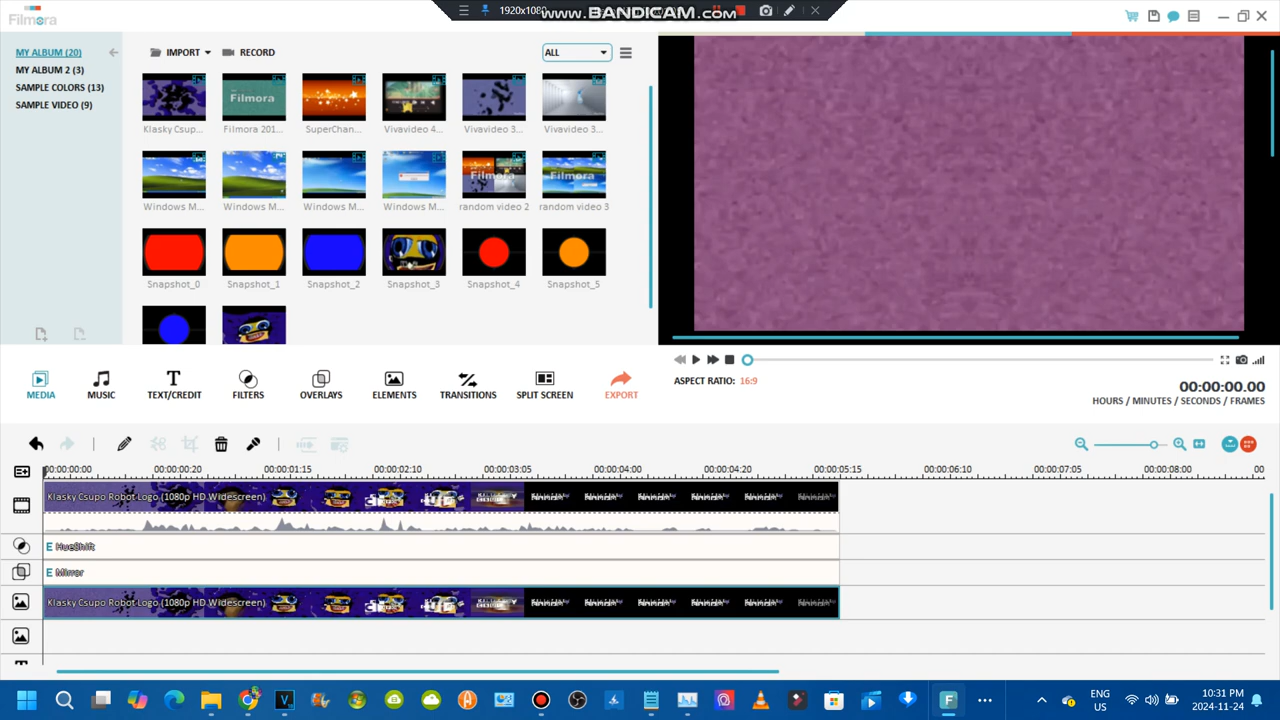 Filmora
1920x1080
www.BANDICAM.com
MY ALBUM (20)
MY ALBUM 2 (3)
SAMPLE COLORS (13)
SAMPLE VIDEO (9)
IMPORT
RECORD
ALL
Filmora
Klasky Csup...
Filmora 201...
SuperChan...
Vivavideo 4...
Vivavideo 3...
Vivavideo 3...
Filmora
Filmora
Windows M...
Windows M...
Windows M...
Windows M...
random video 2
random video 3
Snapshot_0
Snapshot_1
Snapshot_2
Snapshot_3
Snapshot_4
Snapshot_5
ASPECT RATIO: 16:9
00:00:00.00
HOURS / MINUTES / SECONDS / FRAMES
MEDIA
MUSIC
TEXT/CREDIT
FILTERS
OVERLAYS
ELEMENTS
TRANSITIONS
SPLIT SCREEN
EXPORT
00:00:00:00
00:00:00:20
00:00:01:15
00:00:02:10
00:00:03:05
00:00:04:00
00:00:04:20
00:00:05:15
00:00:06:10
00:00:07:05
00:00:08:00
00
Klasky Csupo Robot Logo (1080p HD Widescreen)
E HueShift
E Mirror
Klasky Csupo Robot Logo (1080p HD Widescreen)
ENG
US
10:31 PM
2024-11-24